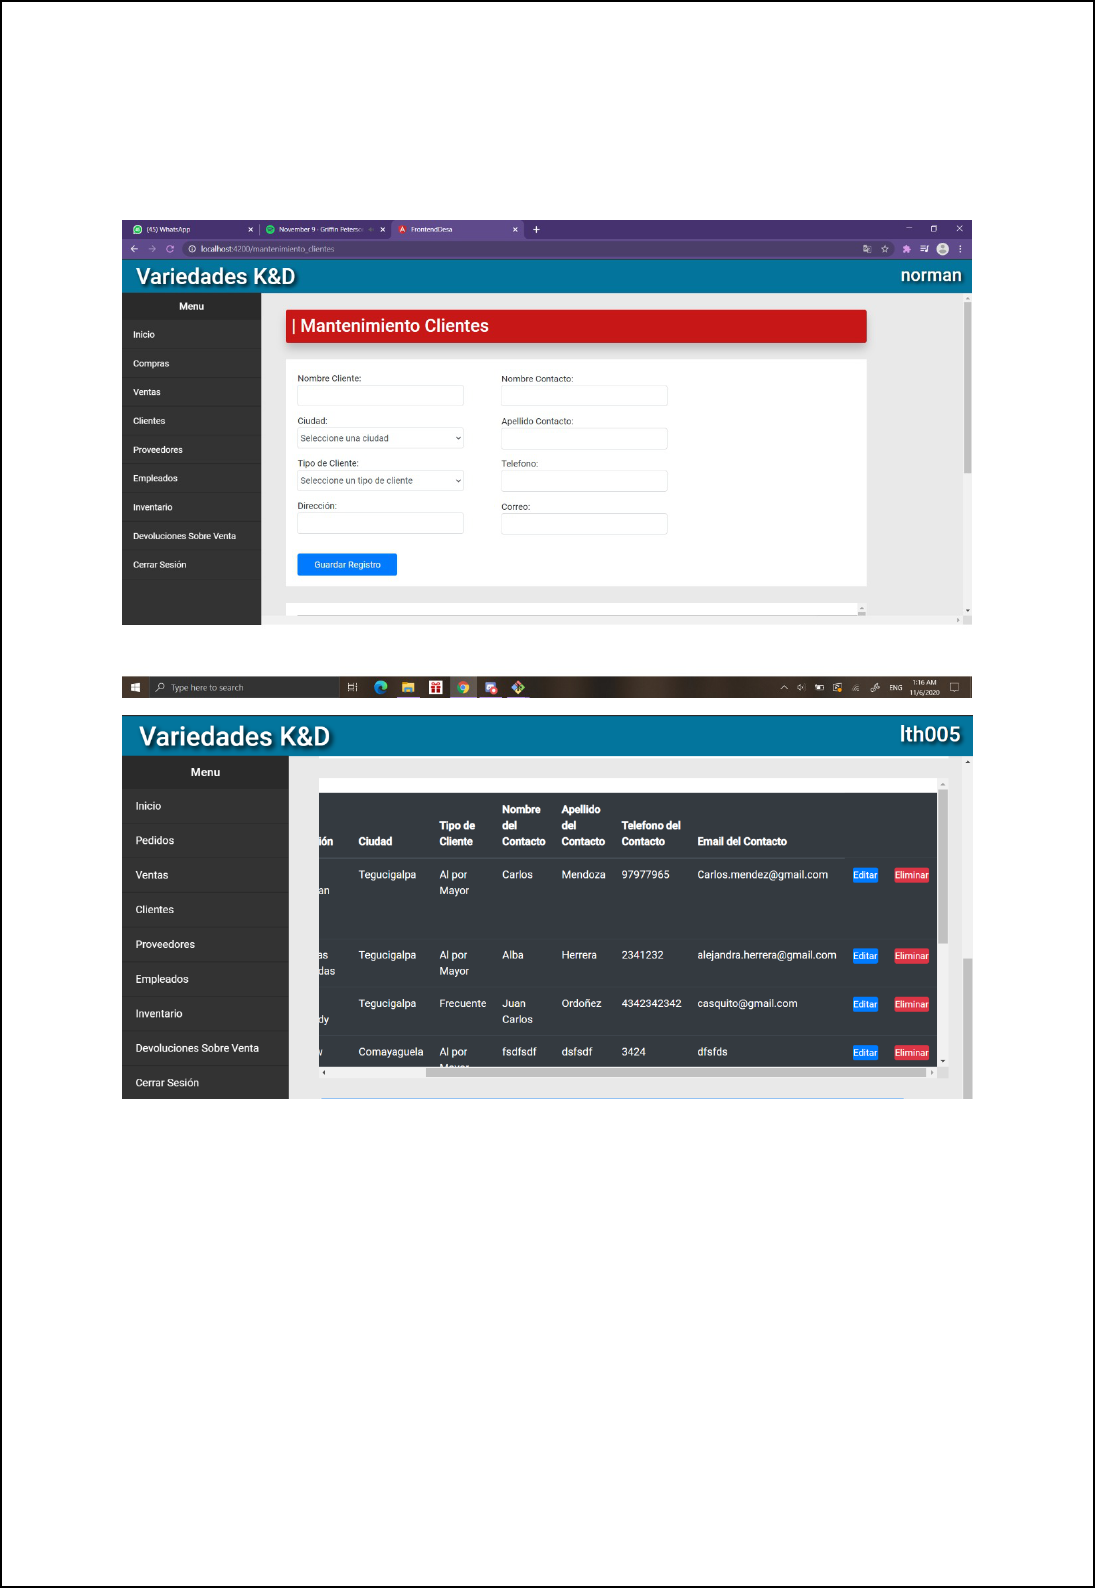 (45) WhatsApp
November 9 - Griffin Peterso
FrontendDesa
localhost:4200/mantenimiento_clientes
Variedades K&D
norman
Menu
Inicio
Compras
Ventas
Clientes
Proveedores
Empleados
Inventario
Devoluciones Sobre Venta
Cerrar Sesión
| Mantenimiento Clientes
Nombre Cliente:
Nombre Contacto:
Ciudad:
Seleccione una ciudad
Apellido Contacto:
Tipo de Cliente:
Seleccione un tipo de cliente
Telefono:
Dirección:
Correo:
Guardar Registro
Type here to search
ENG
1:16 AM
11/6/2020
Variedades K&D
lth005
Menu
Inicio
Pedidos
Ventas
Clientes
Proveedores
Empleados
Inventario
Devoluciones Sobre Venta
Cerrar Sesión
ión Ciudad Tipo de Cliente Nombre del Contacto Apellido del Contacto Telefono del Contacto Email del Contacto
an Tegucigalpa Al por Mayor Carlos Mendoza 97977965 Carlos.mendez@gmail.com Editar Eliminar
as das Tegucigalpa Al por Mayor Alba Herrera 2341232 alejandra.herrera@gmail.com Editar Eliminar
dy Tegucigalpa Frecuente Juan Carlos Ordoñez 4342342342 casquito@gmail.com Editar Eliminar
Comayaguela Al por Mayor fsdfsdf dsfsdf 3424 dfsfds Editar Eliminar